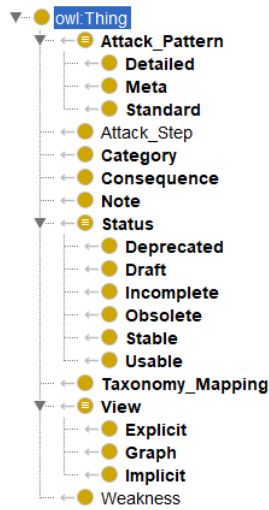 owl:Thing
Attack_Pattern
Detailed
Meta
Standard
Attack_Step
Category
Consequence
Note
Status
Deprecated
Draft
Incomplete
Obsolete
Stable
Usable
Taxonomy_Mapping
View
Explicit
Graph
Implicit
Weakness